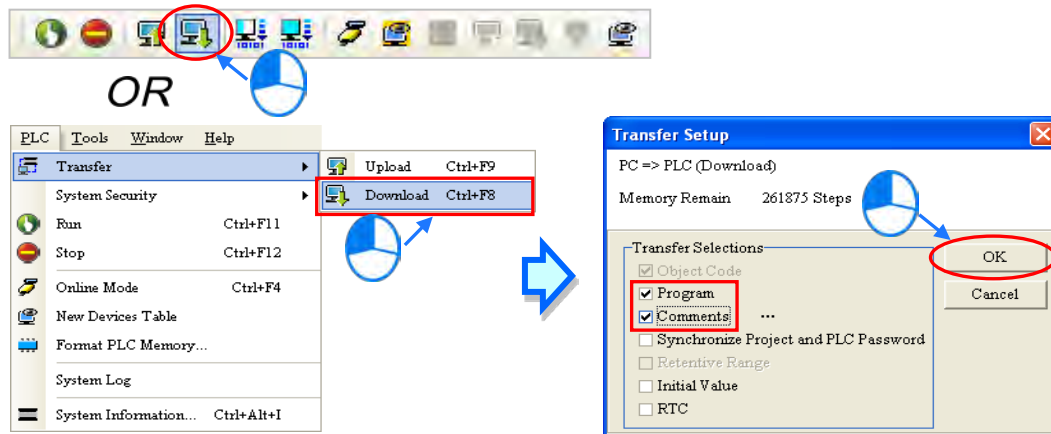 OR
PLC Tools Window Help
Transfer
Upload Ctrl+F9
System Security
Download Ctrl+F8
Run Ctrl+F11
Stop Ctrl+F12
Online Mode Ctrl+F4
New Devices Table
Format PLC Memory...
System Log
System Information... Ctrl+Alt+I
Transfer Setup
PC => PLC (Download)
Memory Remain 261875 Steps
Transfer Selections
OK
Object Code
Program
Cancel
Comments ...
Synchronize Project and PLC Password
Retentive Range
Initial Value
RTC